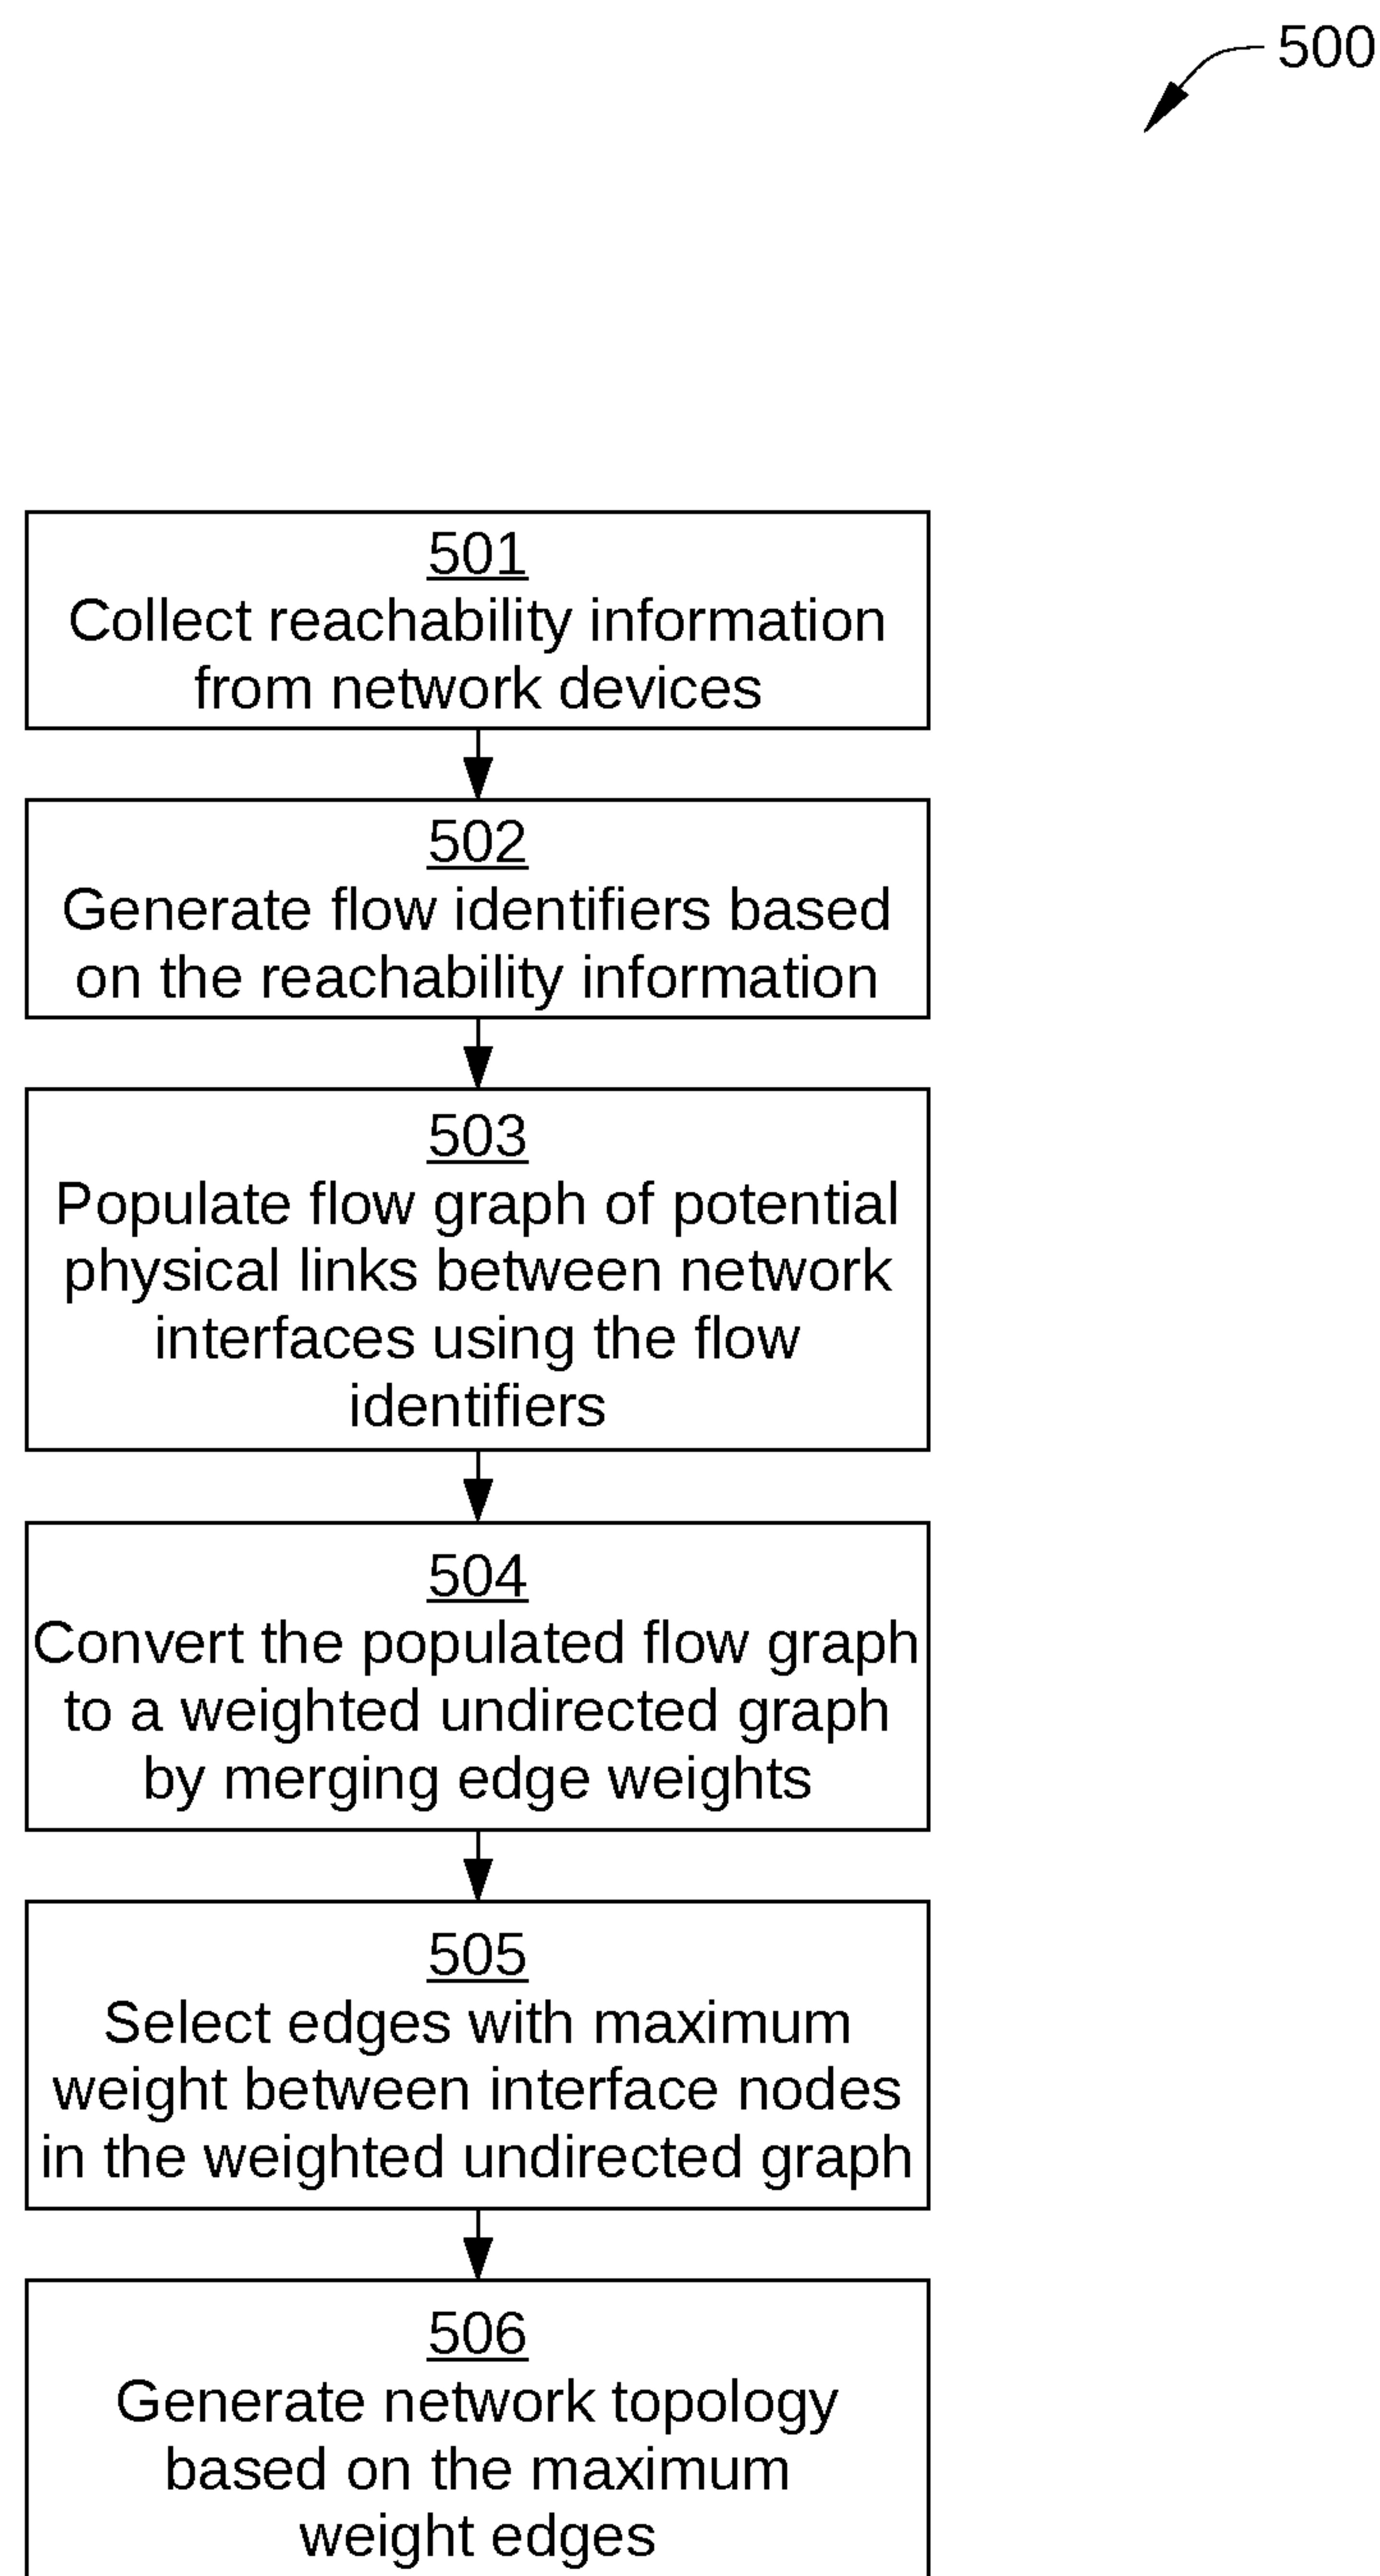 500
501
Collect reachability information
from network devices
502
Generate flow identifiers based
on the reachability information
503
Populate flow graph of potential
physical links between network
interfaces using the flow
identifiers
504
Convert the populated flow graph
to a weighted undirected graph
by merging edge weights
505
Select edges with maximum
weight between interface nodes
in the weighted undirected graph
506
Generate network topology
based on the maximum
weight edges